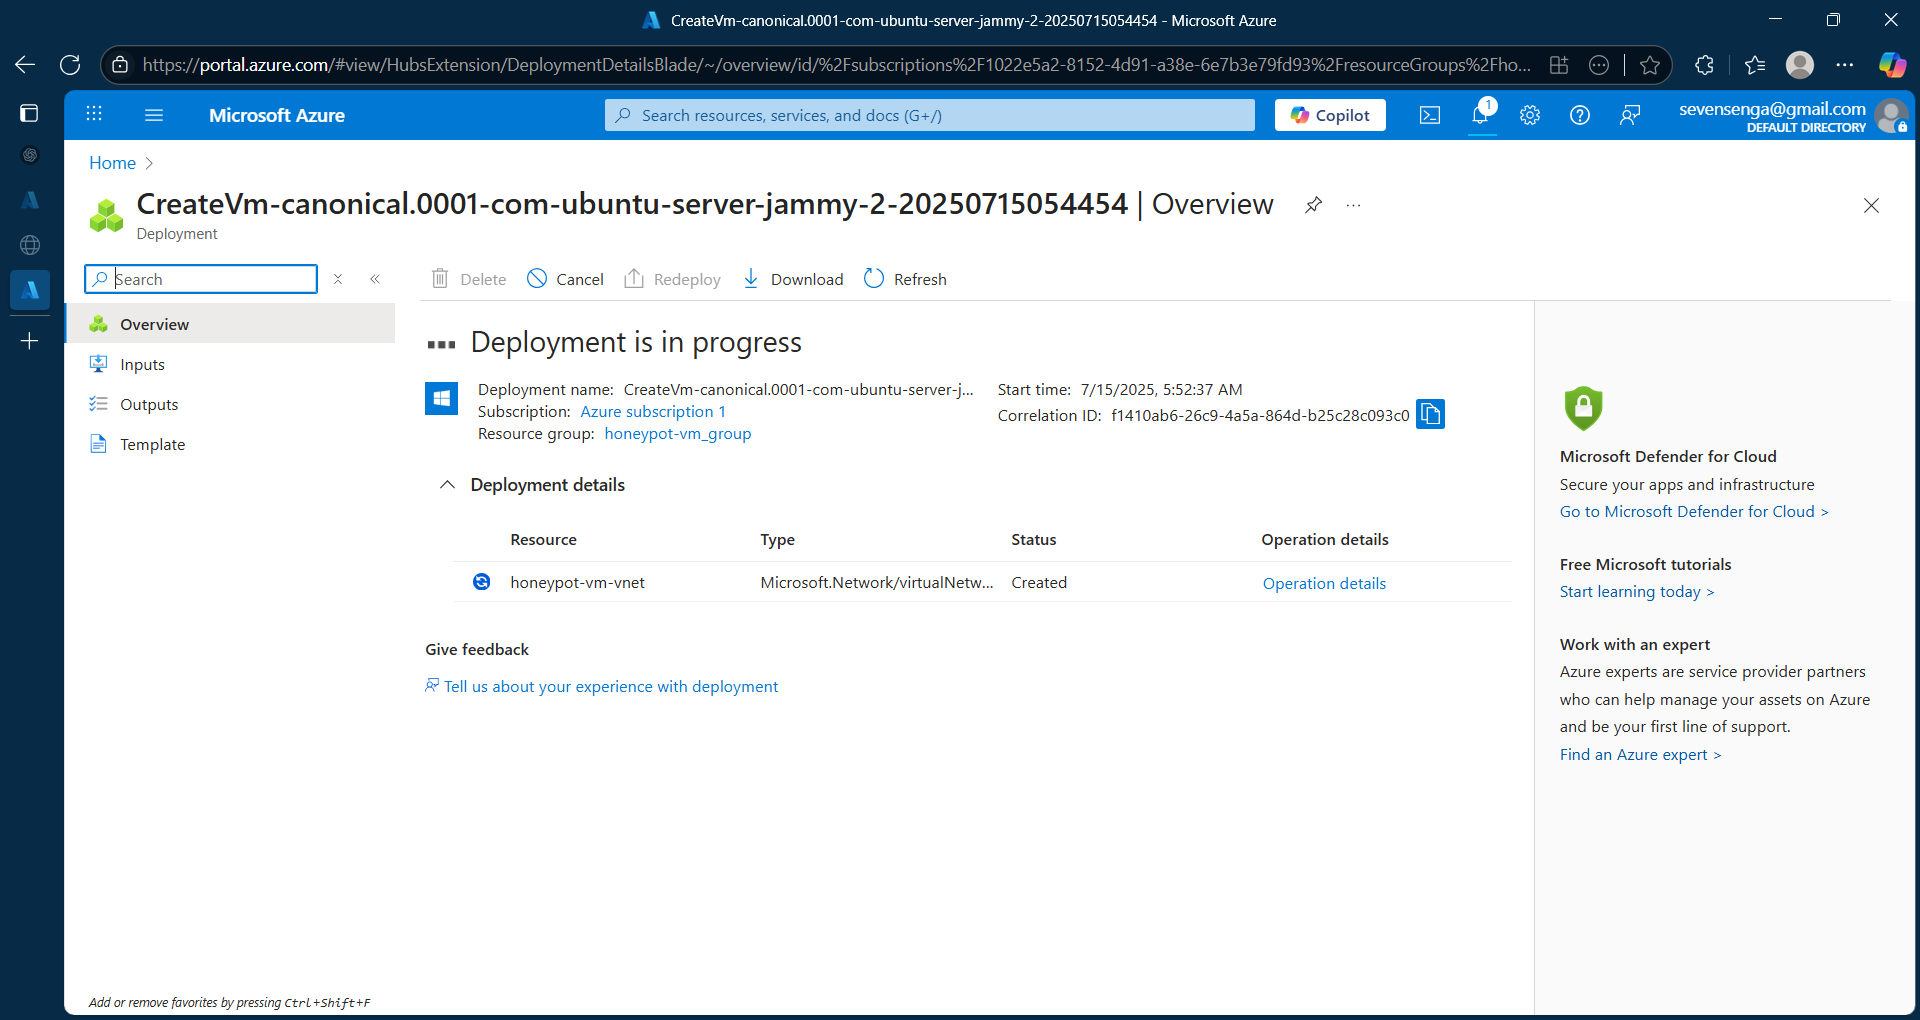 CreateVm-canonical.0001-com-ubuntu-server-jammy-2-20250715054454 - Microsoft Azure
https://portal.azure.com/#view/HubsExtension/DeploymentDetailsBlade/~/overview/id/%2Fsubscriptions%2F1022e5a2-8152-4d91-a38e-6e7b3e79fd93%2FresourceGroups%2Fho...
Microsoft Azure
Search resources, services, and docs (G+/)
Copilot
1
sevensenga@gmail.com
DEFAULT DIRECTORY
Home
CreateVm-canonical.0001-com-ubuntu-server-jammy-2-20250715054454 | Overview
Deployment
Search
Delete
Cancel
Redeploy
Download
Refresh
Overview
Inputs
Outputs
Template
Deployment is in progress
Deployment name: CreateVm-canonical.0001-com-ubuntu-server-j...
Subscription: Azure subscription 1
Resource group: honeypot-vm_group
Start time: 7/15/2025, 5:52:37 AM
Correlation ID: f1410ab6-26c9-4a5a-864d-b25c28c093c0
Deployment details
Resource Type Status Operation details
honeypot-vm-vnet Microsoft.Network/virtualNetw... Created Operation details
Give feedback
Tell us about your experience with deployment
Microsoft Defender for Cloud
Secure your apps and infrastructure
Go to Microsoft Defender for Cloud >
Free Microsoft tutorials
Start learning today >
Work with an expert
Azure experts are service provider partners
who can help manage your assets on Azure
and be your first line of support.
Find an Azure expert >
Add or remove favorites by pressing Ctrl+Shift+F